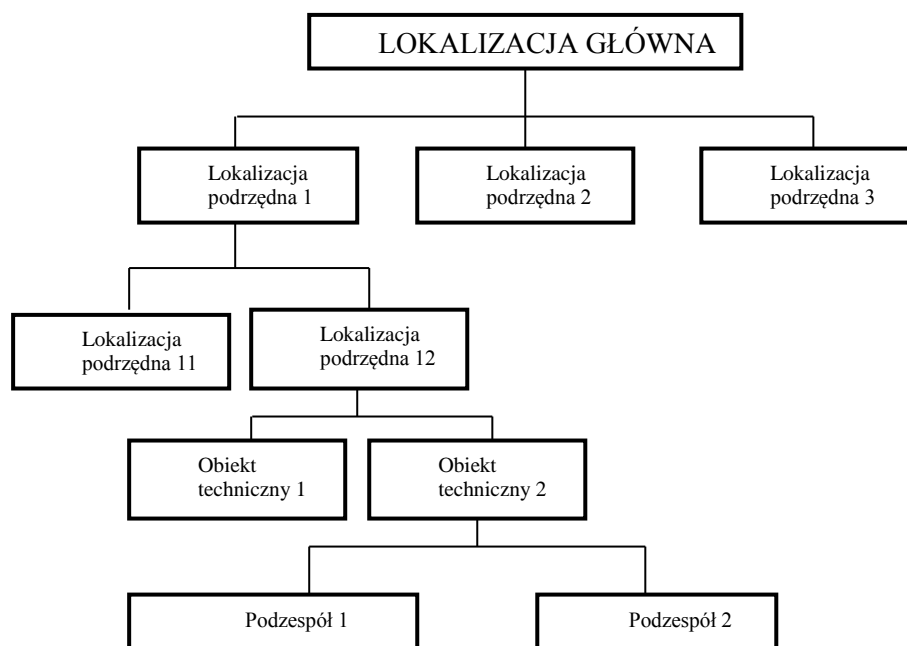 LOKALIZACJA GŁÓWNA
Lokalizacja
podrzędna 1
Lokalizacja
podrzędna 2
Lokalizacja
podrzędna 3
Lokalizacja
podrzędna 11
Lokalizacja
podrzędna 12
Obiekt
techniczny 1
Obiekt
techniczny 2
Podzespół 1
Podzespół 2